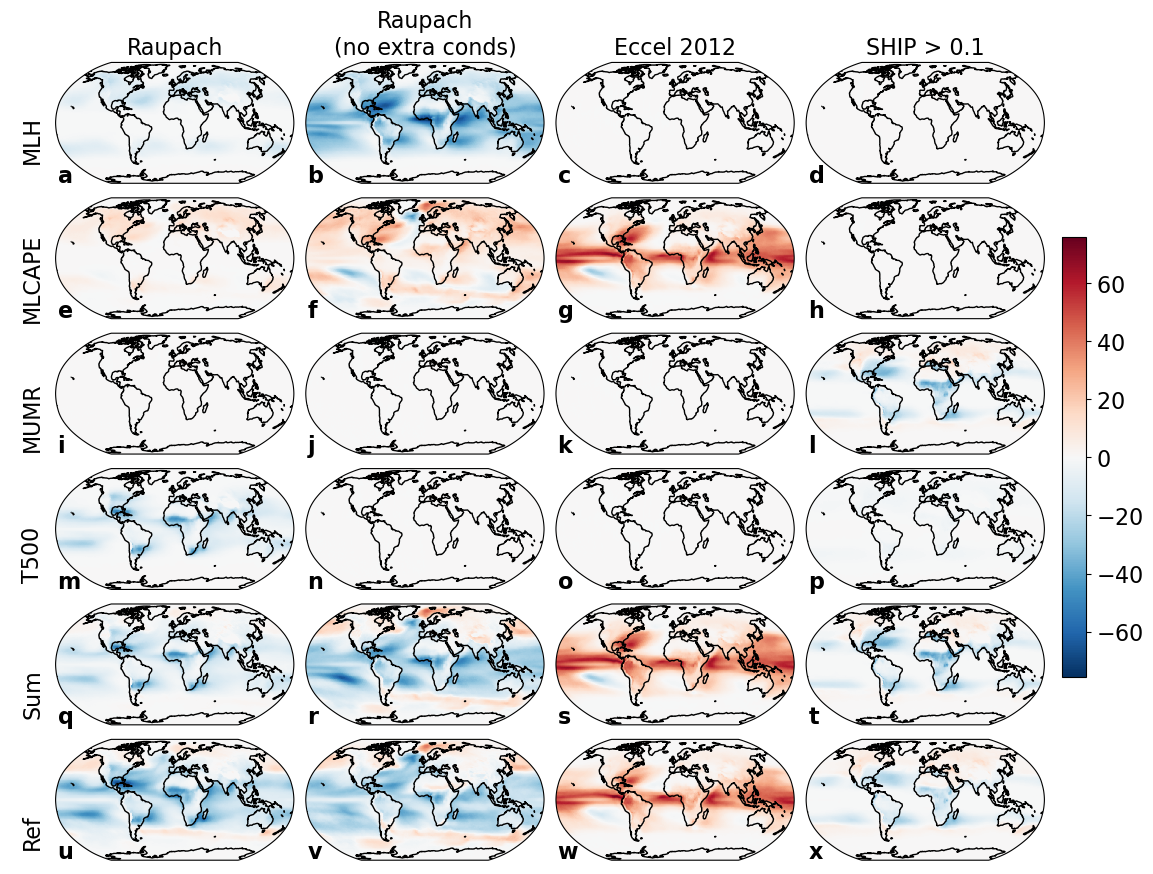 Raupach
Raupach
(no extra conds)
Eccel 2012
SHIP > 0.1
MLH
a
b
c
d
MLCAPE
e
f
g
h
MUMR
i
j
k
l
T500
m
n
o
p
Sum
q
r
s
t
Ref
u
v
w
x
60
40
20
0
−20
−40
−60